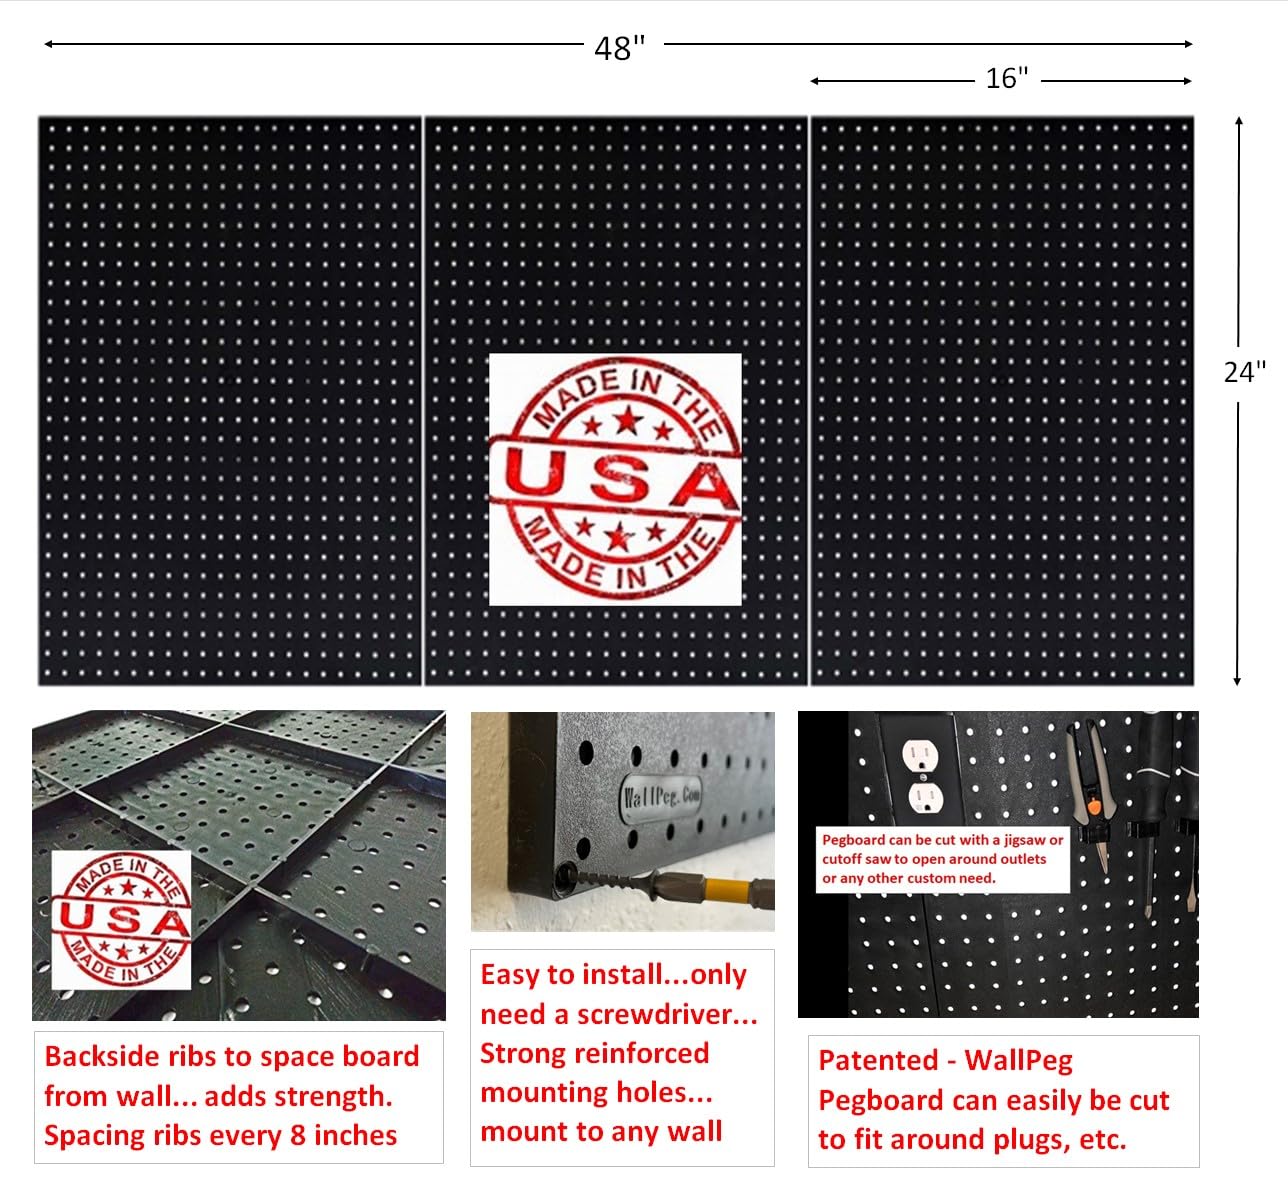 48"
16"
24"
MADE IN THE
USA
MADE IN THE
MADE IN THE
USA
MADE IN THE
WallPeg.Com
Pegboard can be cut with a jigsaw or
cutoff saw to open around outlets
or any other custom need.
Backside ribs to space board
from wall... adds strength.
Spacing ribs every 8 inches
Easy to install...only
need a screwdriver...
Strong reinforced
mounting holes...
mount to any wall
Patented - WallPeg
Pegboard can easily be cut
to fit around plugs, etc.